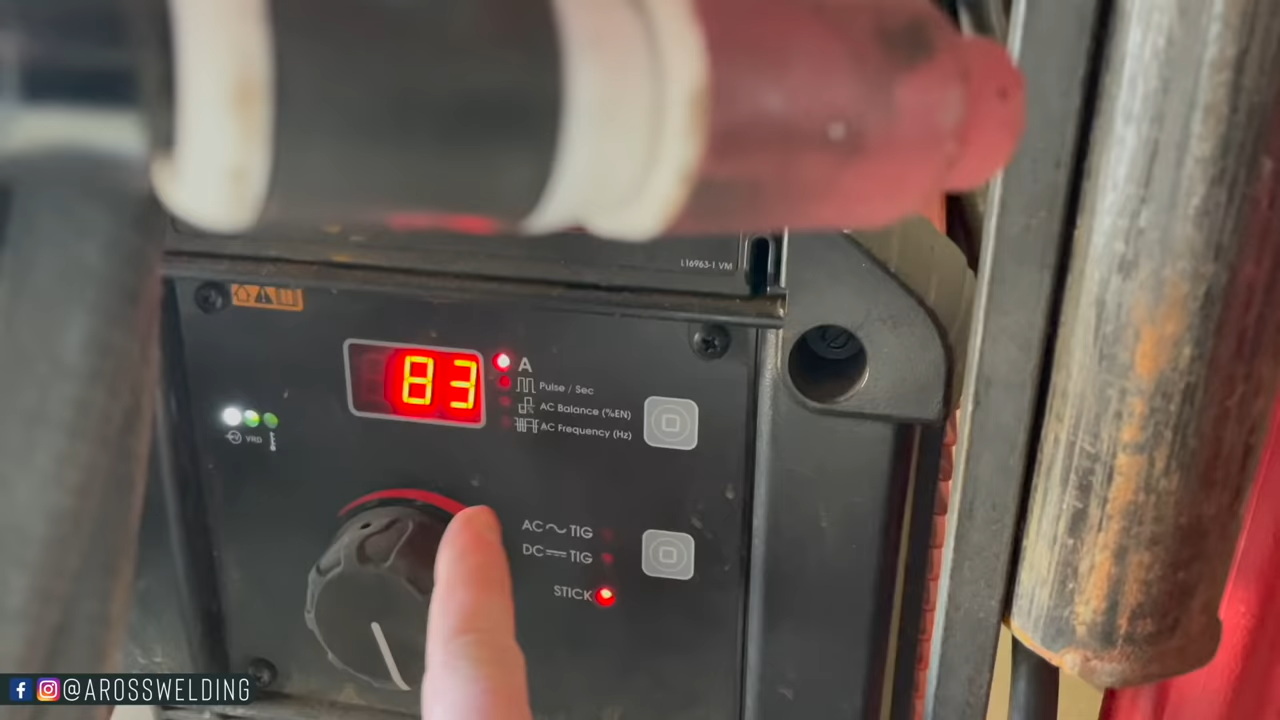 L16963-1 VM
83
A
Pulse / Sec
AC Balance (%EN)
AC Frequency (Hz)
VRD
AC TIG
DC TIG
STICK
@AROSSWELDING